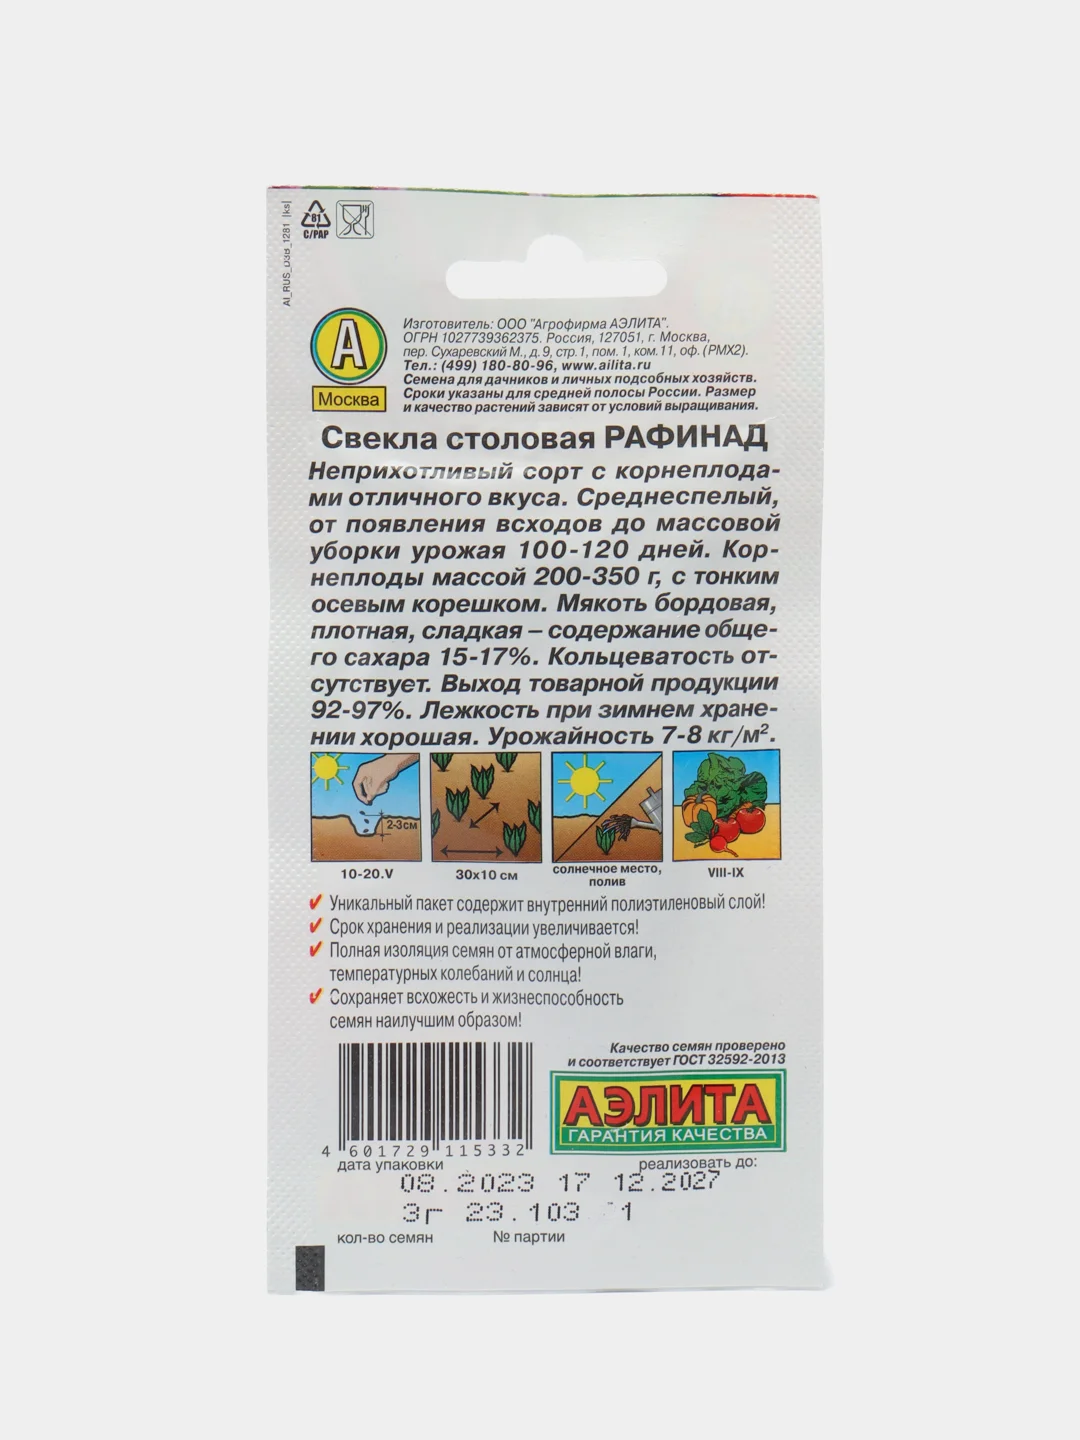 AI_RUS_D3B_1281 [ks]
81
C/PAP
А
Москва
Изготовитель: ООО "Агрофирма АЭЛИТА".
ОГРН 1027739362375. Россия, 127051, г. Москва,
пер. Сухаревский М., д. 9, стр. 1, пом. 1, ком. 11, оф. (РМХ2).
Тел.: (499) 180-80-96, www.ailita.ru
Семена для дачников и личных подсобных хозяйств.
Сроки указаны для средней полосы России. Размер
и качество растений зависят от условий выращивания.
Свекла столовая РАФИНАД
Неприхотливый сорт с корнеплода-
ми отличного вкуса. Среднеспелый,
от появления всходов до массовой
уборки урожая 100-120 дней. Кор-
неплоды массой 200-350 г, с тонким
осевым корешком. Мякоть бордовая,
плотная, сладкая – содержание обще-
го сахара 15-17%. Кольцеватость от-
сутствует. Выход товарной продукции
92-97%. Лежкость при зимнем хране-
нии хорошая. Урожайность 7-8 кг/м².
2-3см
10-20.V
30х10 см
солнечное место,
полив
VIII-IX
Уникальный пакет содержит внутренний полиэтиленовый слой!
Срок хранения и реализации увеличивается!
Полная изоляция семян от атмосферной влаги,
температурных колебаний и солнца!
Сохраняет всхожесть и жизнеспособность
семян наилучшим образом!
Качество семян проверено
и соответствует ГОСТ 32592-2013
АЭЛИТА
ГАРАНТИЯ КАЧЕСТВА
4 601729 115332
дата упаковки
реализовать до:
08.2023 17 12.2027
3г 23.103 1
кол-во семян
№ партии